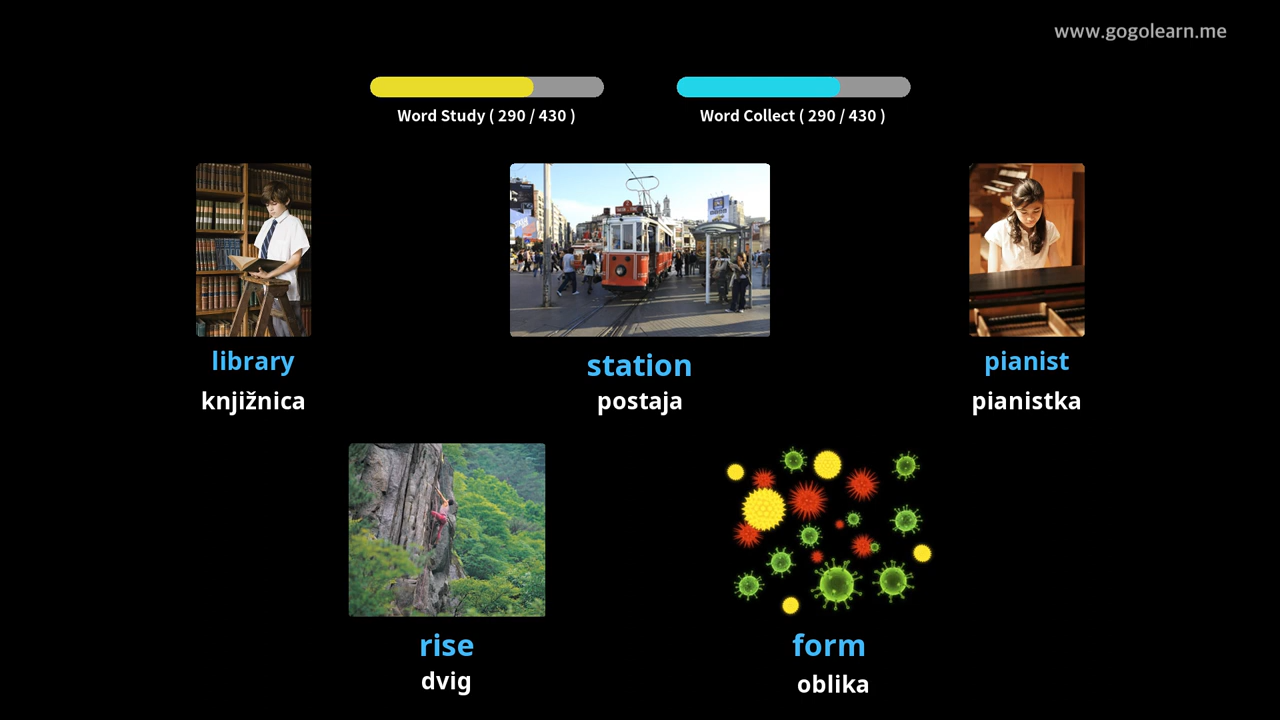 www.gogolearn.me
Word Study ( 290 / 430 )
Word Collect ( 290 / 430 )
library
station
pianist
knjižnica
postaja
pianistka
rise
form
dvig
oblika